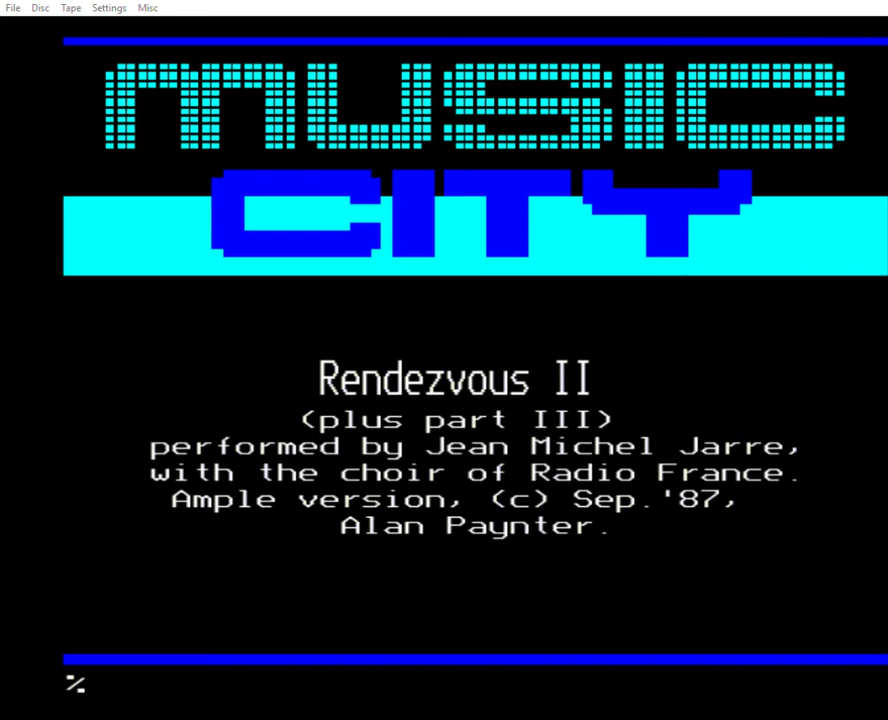 File Disc Tape Settings Misc
MUSIC
CITY
Rendezvous II
(plus part III)
performed by Jean Michel Jarre,
with the choir of Radio France.
Ample version, (c) Sep.'87,
Alan Paynter.
%